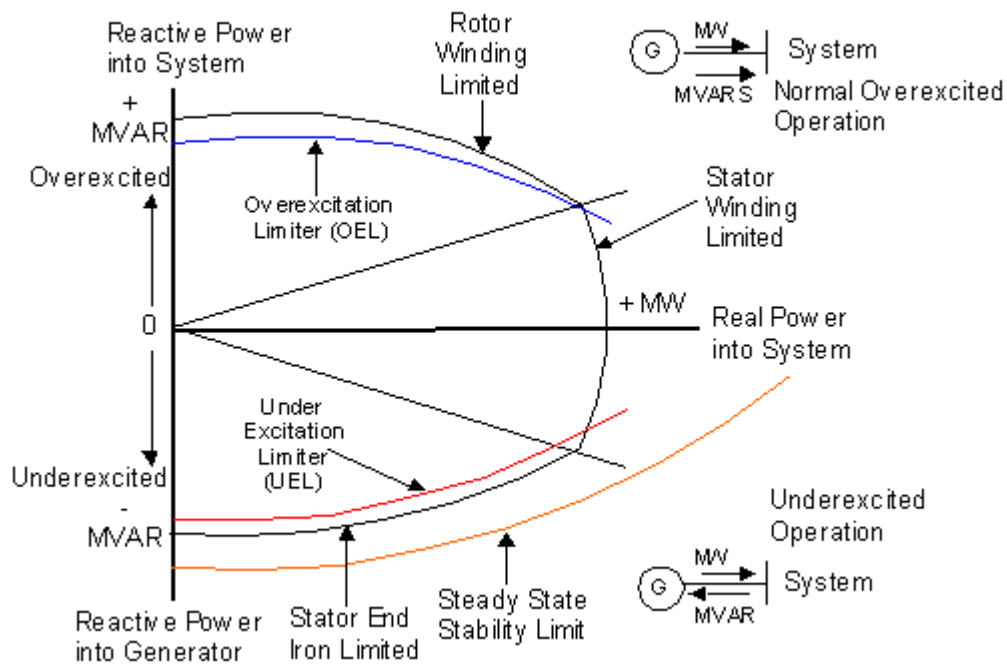 Reactive Power
into System
+
MVAR
Overexcited
0
Underexcited
-
MVAR
Reactive Power
into Generator
Rotor
Winding
Limited
Overexcitation
Limiter (OEL)
Stator
Winding
Limited
+ MW
Real Power
into System
Under
Excitation
Limiter
(UEL)
Stator End
Iron Limited
Steady State
Stability Limit
G
MW
MVARS
System
Normal Overexcited
Operation
Underexcited
Operation
G
MW
MVAR
System